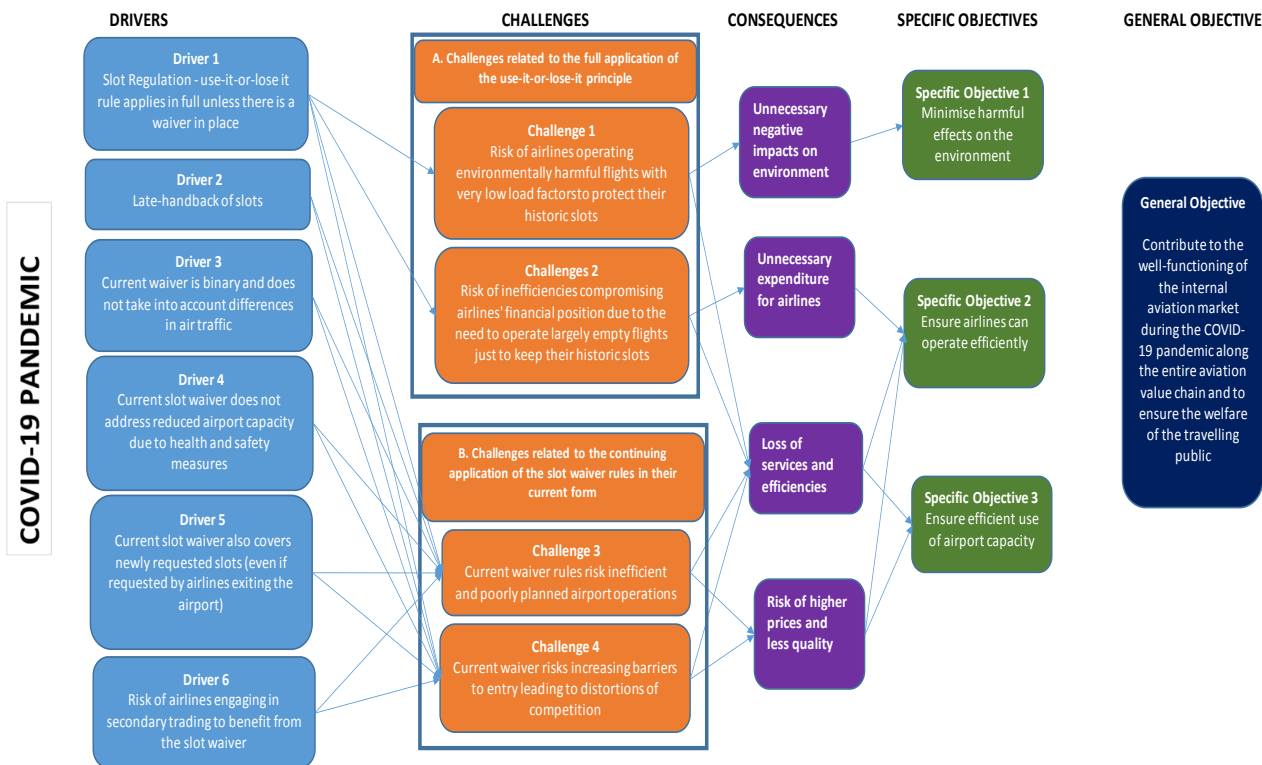 DRIVERS
CHALLENGES
CONSEQUENCES
SPECIFIC OBJECTIVES
GENERAL OBJECTIVE
COVID-19 PANDEMIC
Driver 1
Slot Regulation - use-it-or-lose it
rule applies in full unless there is a
waiver in place
Driver 2
Late-handback of slots
Driver 3
Current waiver is binary and does
not take into account differences
in air traffic
Driver 4
Current slot waiver does not
address reduced airport capacity
due to health and safety
measures
Driver 5
Current slot waiver also covers
newly requested slots (even if
requested by airlines exiting the
airport)
Driver 6
Risk of airlines engaging in
secondary trading to benefit from
the slot waiver
A. Challenges related to the full application of
the use-it-or-lose-it principle
Challenge 1
Risk of airlines operating
environmentally harmful flights with
very low load factorsto protect their
historic slots
Challenges 2
Risk of inefficiencies compromising
airlines' financial position due to the
need to operate largely empty flights
just to keep their historic slots
B. Challenges related to the continuing
application of the slot waiver rules in their
current form
Challenge 3
Current waiver rules risk inefficient
and poorly planned airport operations
Challenge 4
Current waiver risks increasing barriers
to entry leading to distortions of
competition
Unnecessary
negative
impacts on
environment
Unnecessary
expenditure
for airlines
Loss of
services and
efficiencies
Risk of higher
prices and
less quality
Specific Objective 1
Minimise harmful
effects on the
environment
Specific Objective 2
Ensure airlines can
operate efficiently
Specific Objective 3
Ensure efficient use
of airport capacity
General Objective
Contribute to the
well-functioning of
the internal
aviation market
during the COVID-
19 pandemic along
the entire aviation
value chain and to
ensure the welfare
of the travelling
public